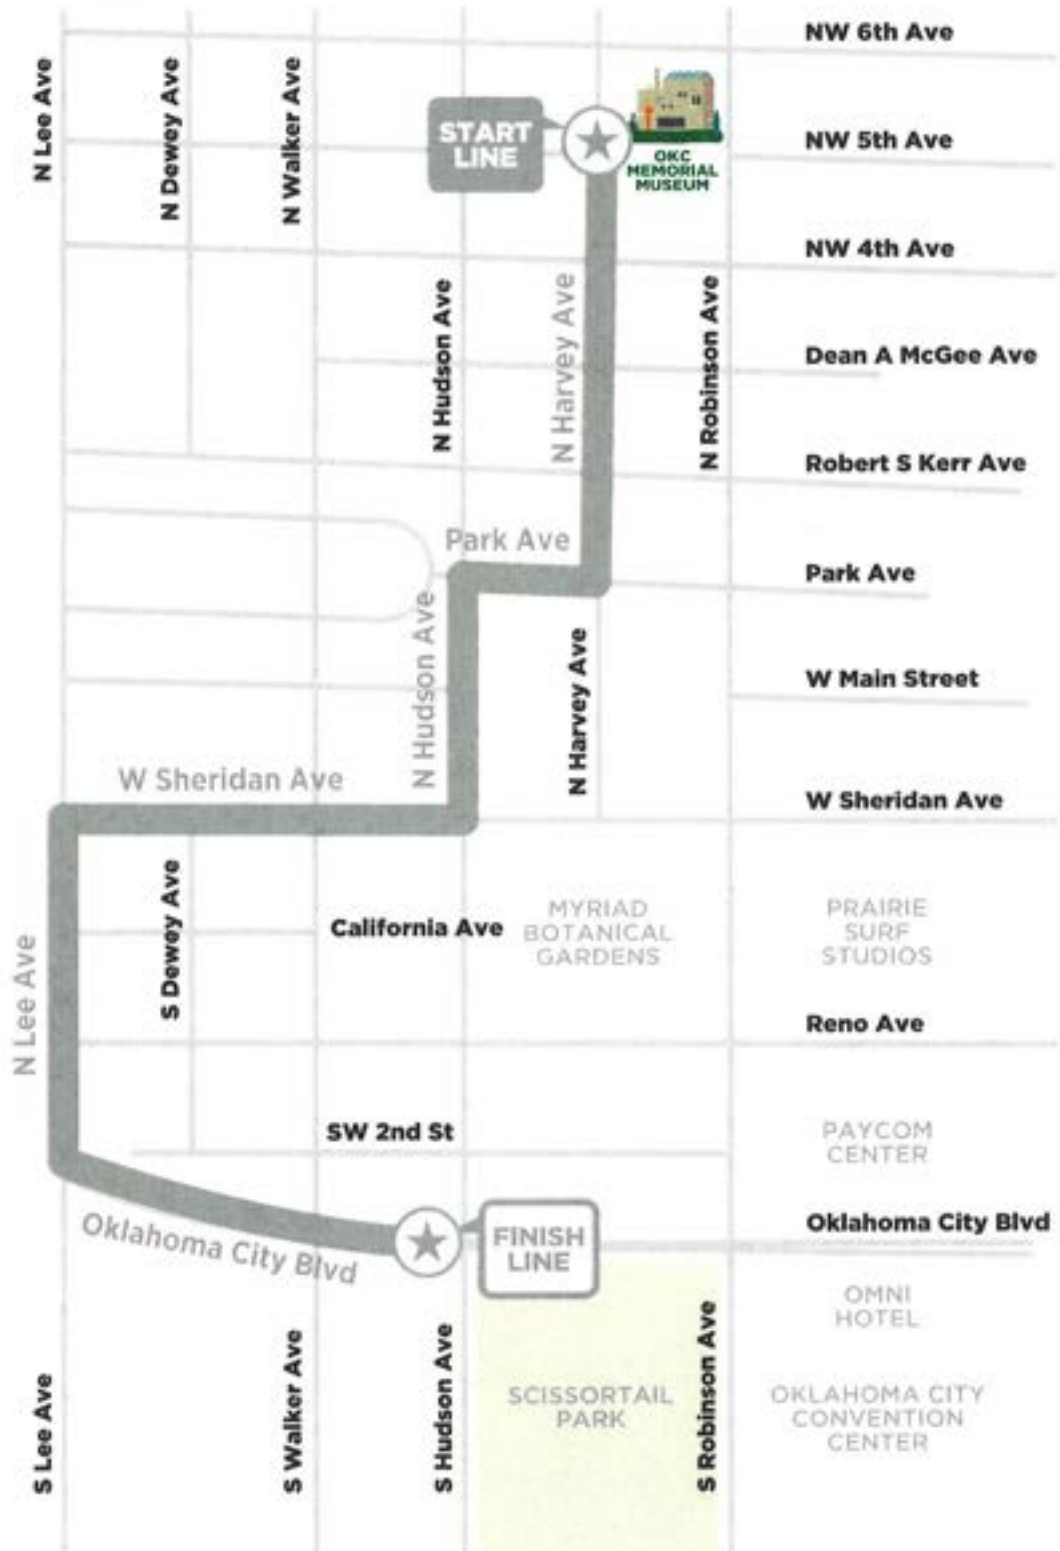 NW 6th Ave
N Lee Ave
N Dewey Ave
N Walker Ave
START
LINE
OKC
MEMORIAL
MUSEUM
NW 5th Ave
NW 4th Ave
N Hudson Ave
N Harvey Ave
N Robinson Ave
Dean A McGee Ave
Robert S Kerr Ave
Park Ave
Park Ave
N Hudson Ave
N Harvey Ave
W Main Street
W Sheridan Ave
W Sheridan Ave
S Dewey Ave
California Ave
MYRIAD
BOTANICAL
GARDENS
PRAIRIE
SURF
STUDIOS
N Lee Ave
Reno Ave
SW 2nd St
PAYCOM
CENTER
Oklahoma City Blvd
FINISH
LINE
Oklahoma City Blvd
OMNI
HOTEL
S Lee Ave
S Walker Ave
S Hudson Ave
SCISSORTAIL
PARK
S Robinson Ave
OKLAHOMA CITY
CONVENTION
CENTER